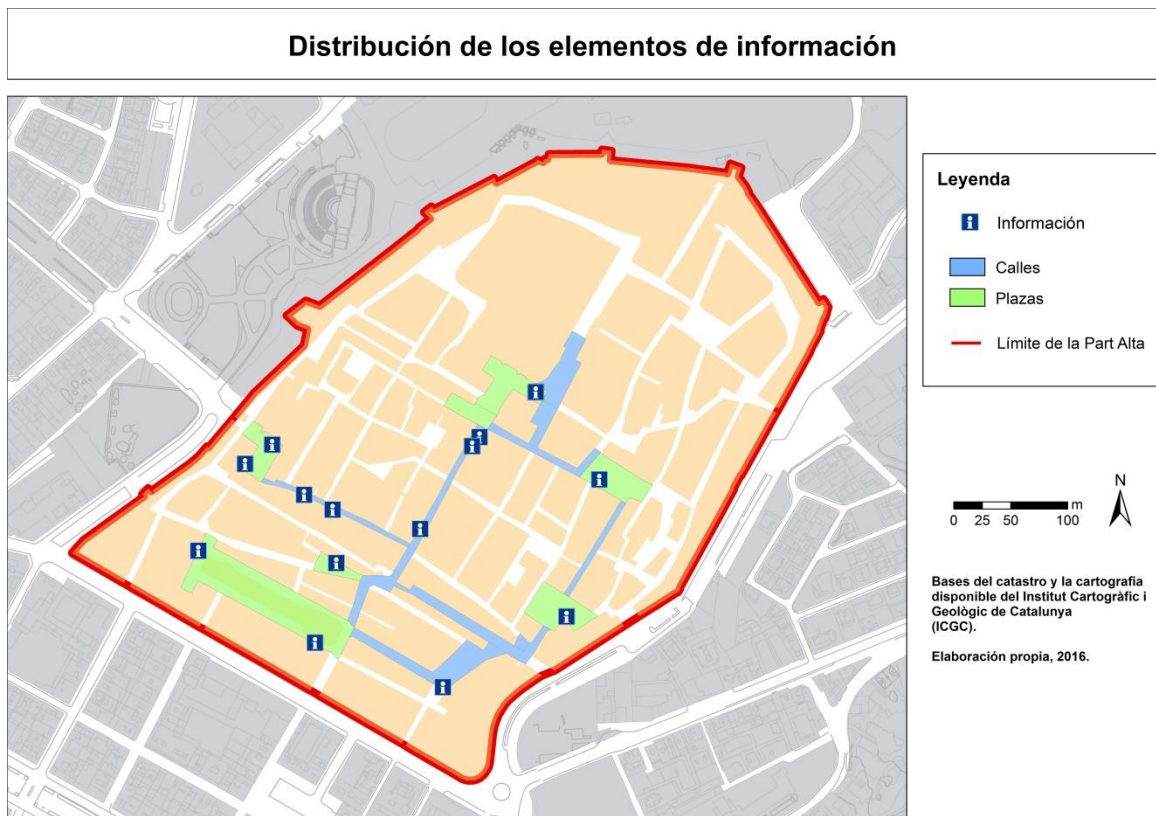 Distribución de los elementos de información
Leyenda
Información
Calles
Plazas
Límite de la Part Alta
N
m
0 25 50 100
Bases del catastro y la cartografia
disponible del Institut Cartogràfic i
Geològic de Catalunya
(ICGC).
Elaboración propia, 2016.